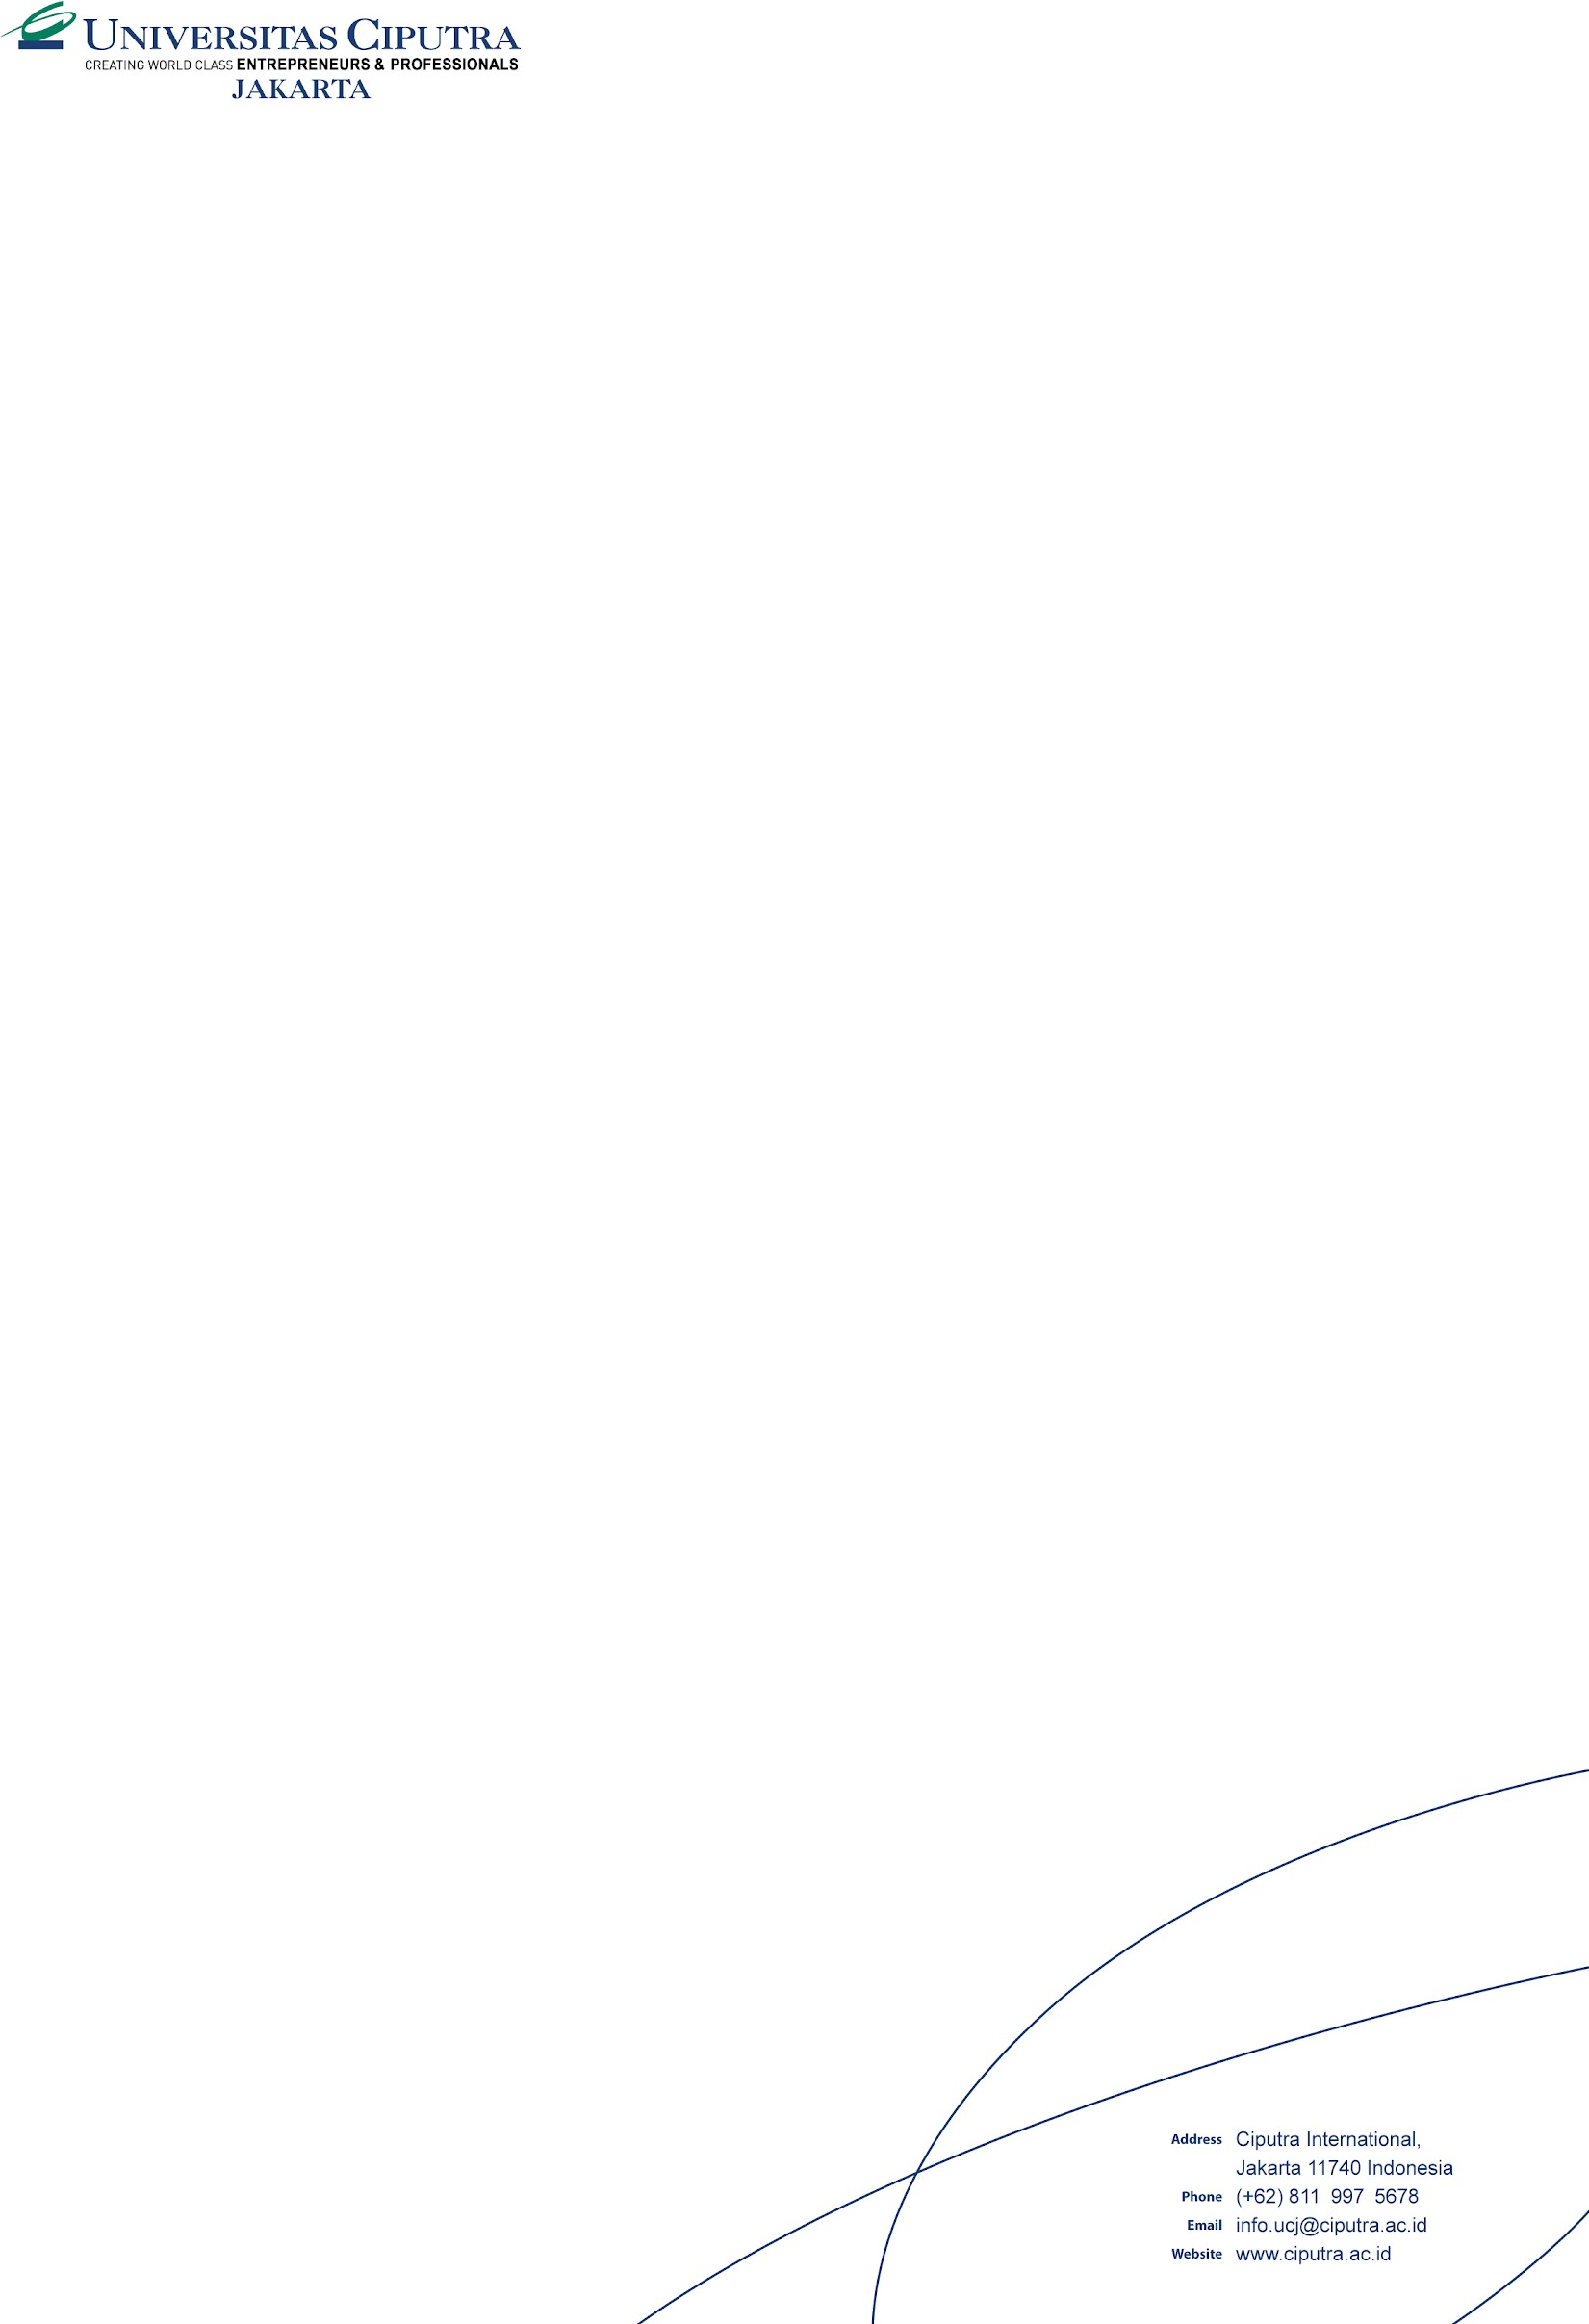 UNIVERSITAS CIPUTRA
CREATING WORLD CLASS ENTREPRENEURS & PROFESSIONALS
JAKARTA
Address Ciputra International,
Jakarta 11740 Indonesia
Phone (+62) 811 997 5678
Email info.ucj@ciputra.ac.id
Website www.ciputra.ac.id